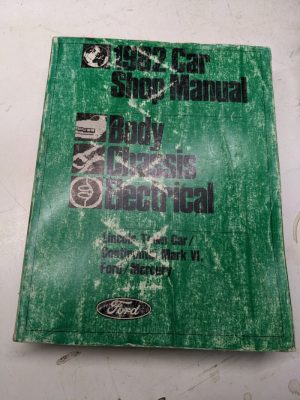 1982 Car
Shop Manual
Body
Chassis
Electrical
Lincoln Town Car/
Continental Mark VI,
Ford/Mercury
Ford